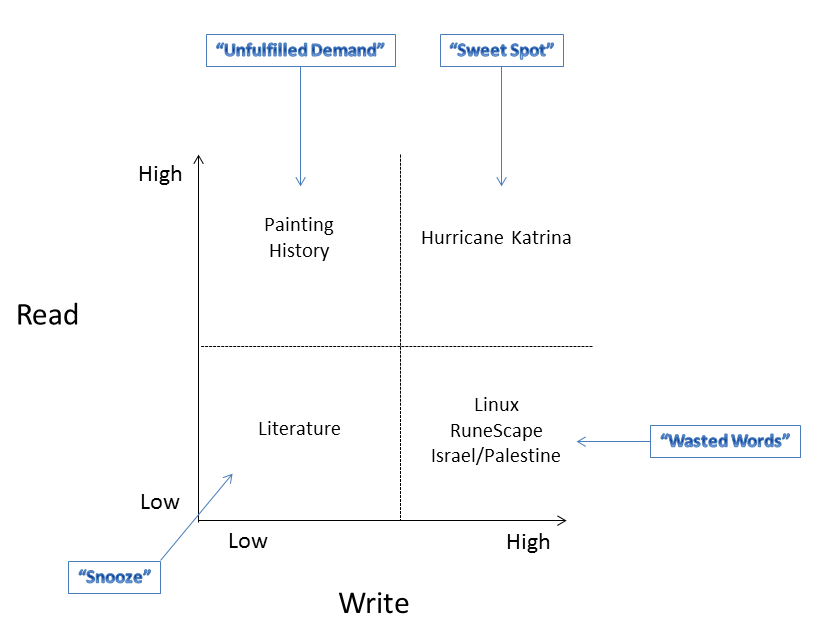 “Unfulfilled Demand”
“Sweet Spot”
High
Painting
History
Hurricane Katrina
Read
Literature
Linux
RuneScape
Israel/Palestine
“Wasted Words”
Low
Low
High
“Snooze”
Write